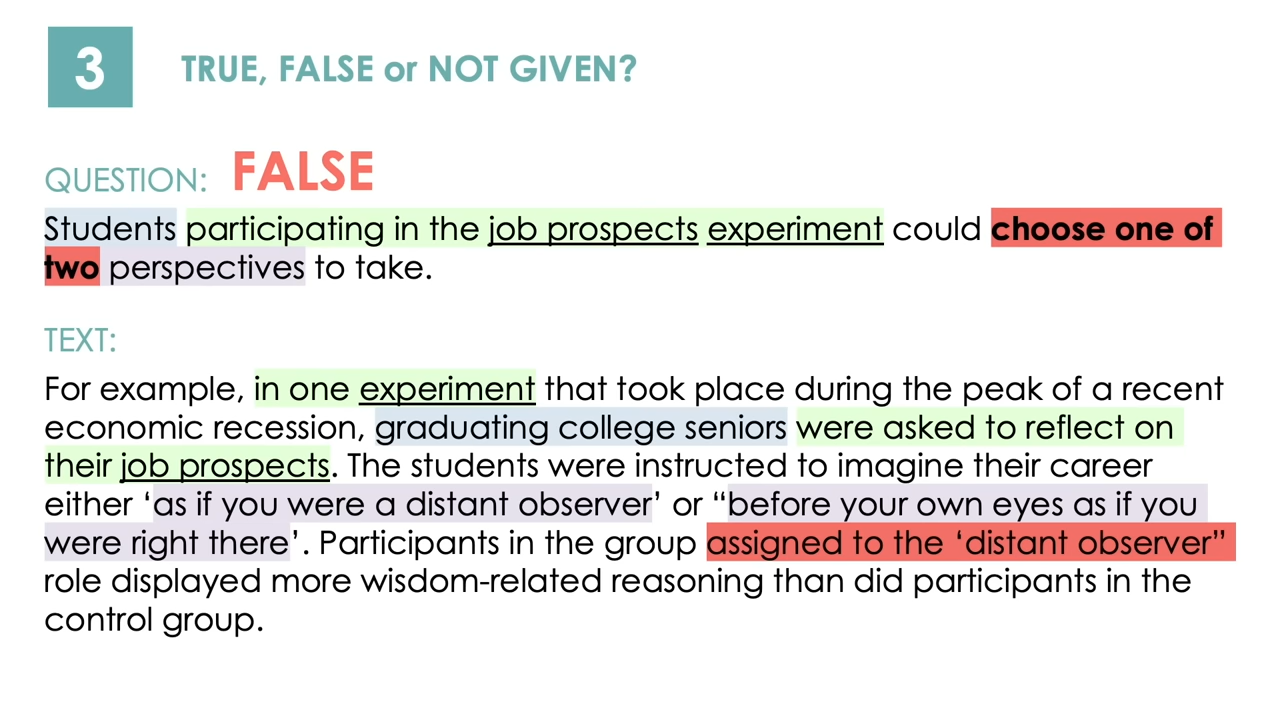 3
TRUE, FALSE or NOT GIVEN?
QUESTION: FALSE
Students participating in the job prospects experiment could choose one of
two perspectives to take.
TEXT:
For example, in one experiment that took place during the peak of a recent
economic recession, graduating college seniors were asked to reflect on
their job prospects. The students were instructed to imagine their career
either ‘as if you were a distant observer’ or “before your own eyes as if you
were right there’. Participants in the group assigned to the ‘distant observer”
role displayed more wisdom-related reasoning than did participants in the
control group.